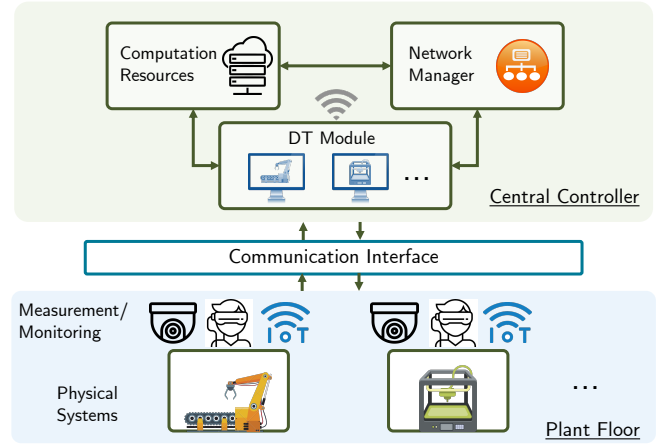 Computation
Resources
Network
Manager
DT Module
...
Central Controller
Communication Interface
Measurement/
Monitoring
IoT
IoT
Physical
Systems
...
Plant Floor